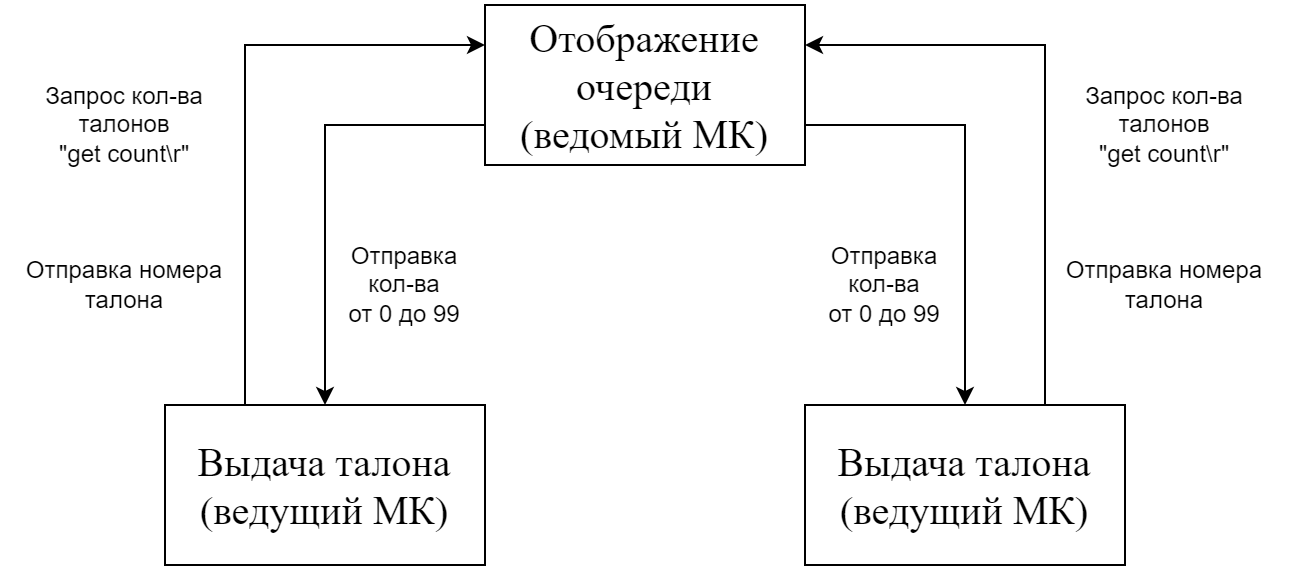 Отображение
очереди
(ведомый МК)
Запрос кол-ва
талонов
"get count\r"
Запрос кол-ва
талонов
"get count\r"
Отправка номера
талона
Отправка
кол-ва
от 0 до 99
Отправка
кол-ва
от 0 до 99
Отправка номера
талона
Выдача талона
(ведущий МК)
Выдача талона
(ведущий МК)